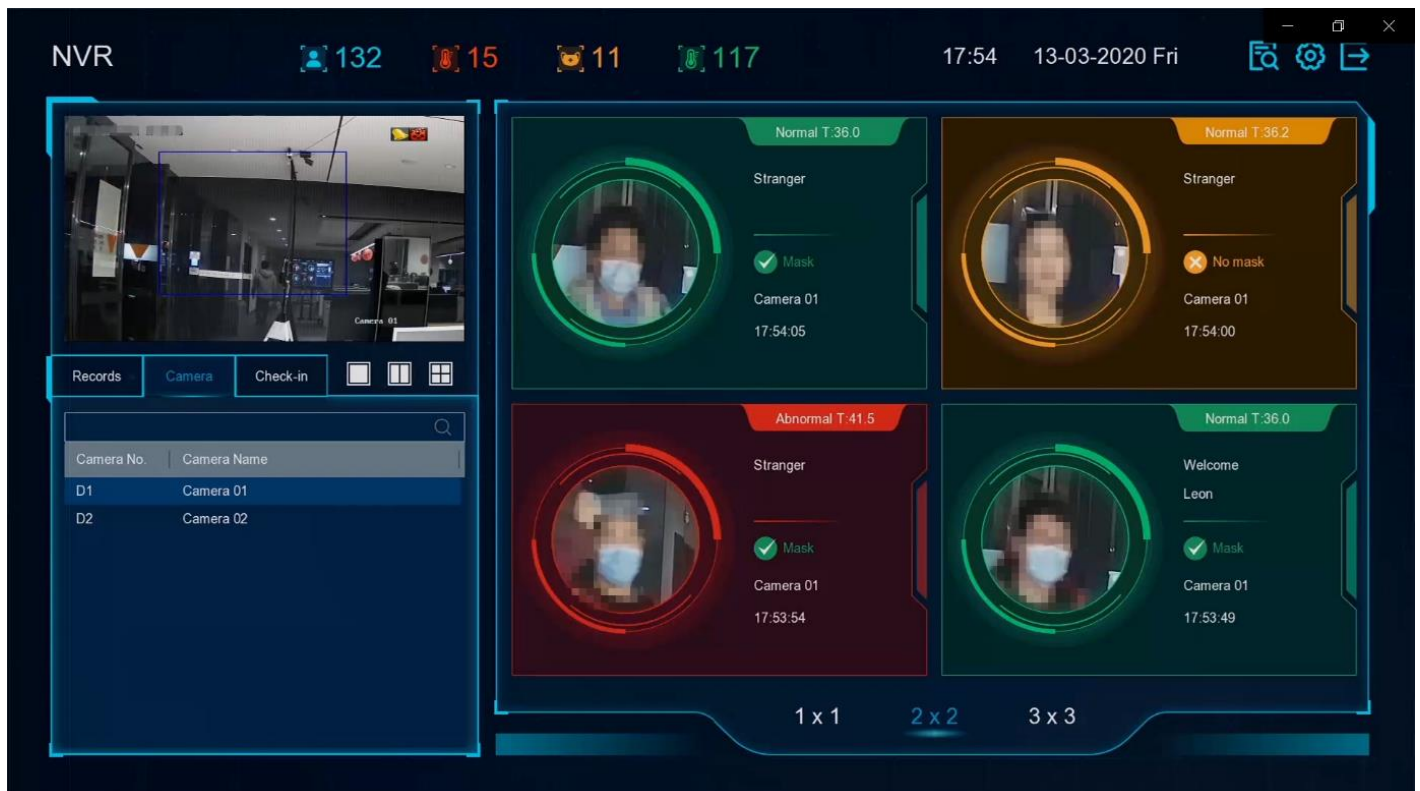 NVR
132
15
11
117
17:54 13-03-2020 Fri
Camera 01
Records
Camera
Check-in
Camera No. Camera Name
D1 Camera 01
D2 Camera 02
Normal T:36.0
Stranger
Mask
Camera 01
17:54:05
Normal T:36.2
Stranger
No mask
Camera 01
17:54:00
Abnormal T:41.5
Stranger
Mask
Camera 01
17:53:54
Normal T:36.0
Welcome
Leon
Mask
Camera 01
17:53:49
1 x 1
2 x 2
3 x 3